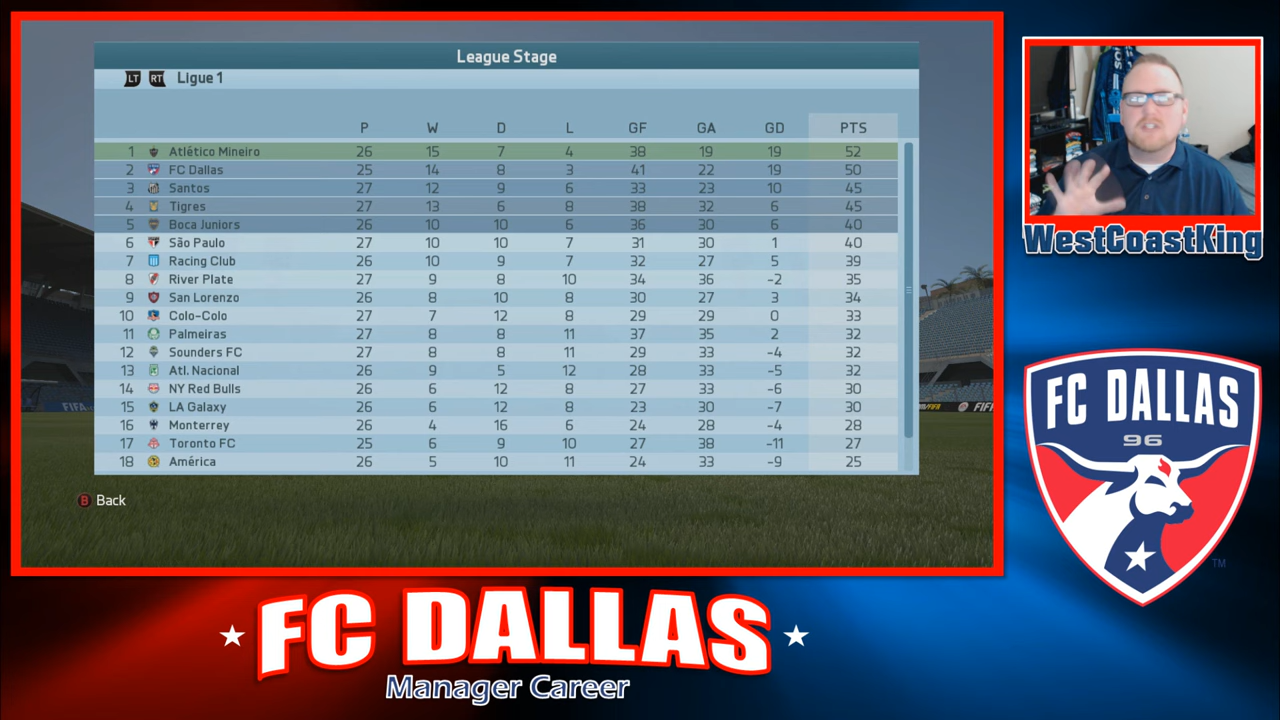 League Stage
LT RT Ligue 1
P W D L GF GA GD PTS
1 Atlético Mineiro 26 15 7 4 38 19 19 52
2 FC Dallas 25 14 8 3 41 22 19 50
3 Santos 27 12 9 6 33 23 10 45
4 Tigres 27 13 6 8 38 32 6 45
5 Boca Juniors 26 10 10 6 36 30 6 40
6 São Paulo 27 10 10 7 31 30 1 40
7 Racing Club 26 10 9 7 32 27 5 39
8 River Plate 27 9 8 10 34 36 -2 35
9 San Lorenzo 26 8 10 8 30 27 3 34
10 Colo-Colo 27 7 12 8 29 29 0 33
11 Palmeiras 27 8 8 11 37 35 2 32
12 Sounders FC 27 8 8 11 29 33 -4 32
13 Atl. Nacional 26 9 5 12 28 33 -5 32
14 NY Red Bulls 26 6 12 8 27 33 -6 30
15 LA Galaxy 26 6 12 8 23 30 -7 30
16 Monterrey 26 4 16 6 24 28 -4 28
17 Toronto FC 25 6 9 10 27 38 -11 27
18 América 26 5 10 11 24 33 -9 25
B Back
WestCoastKing
FC DALLAS
96
TM
FC DALLAS
Manager Career